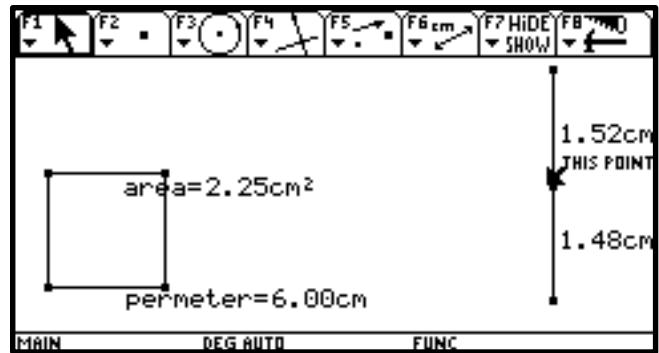 F1 F2 F3 F4 F5 F6 cm F7 HiDE SHOW F8
1.52cm
THIS POINT
area=2.25cm²
1.48cm
permeter=6.00cm
MAIN DEG AUTO FUNC